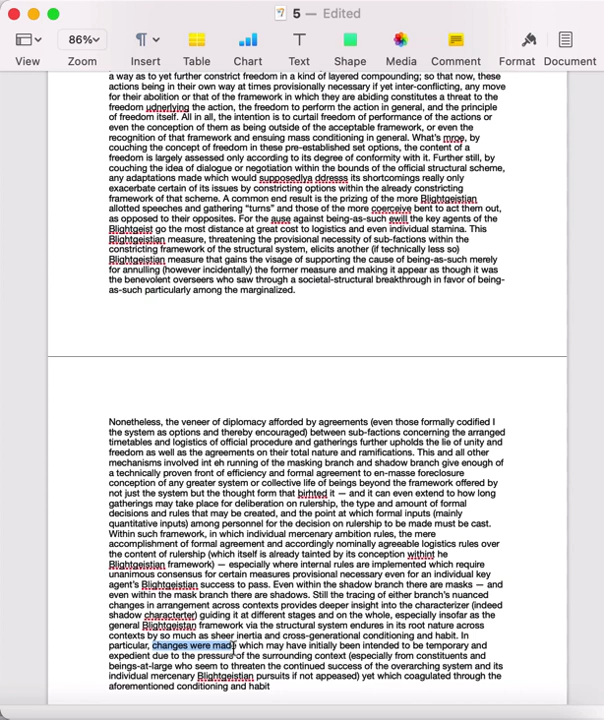 5 — Edited
86%
View Zoom Insert Table Chart Text Shape Media Comment Format Document
a way as to yet further constrict freedom in a kind of layered compounding; so that now, these
actions being in their own way at times provisionally necessary if yet inter-conflicting, any move
for their abolition or that of the framework in which they are abiding constitutes a threat to the
freedom udnerlying the action, the freedom to perform the action in general, and the principle
of freedom itself. All in all, the intention is to curtail freedom of performance of the actions or
even the conception of them as being outside of the acceptable framework, or even the
recognition of that framework and ensuing mass conditioning in general. What's mroe, by
couching the concept of freedom in these pre-established set options, the content of a
freedom is largely assessed only according to its degree of conformity with it. Further still, by
couching the idea of dialogue or negotiation within the bounds of the official structural scheme,
any adaptations made which would supposedlya ddresss its shortcomings really only
exacerbate certain of its issues by constricting options within the already constricting
framework of that scheme. A common end result is the prizing of the more Blightgeistian
allotted speeches and gathering "turns" and those of the more coerceive bent to act them out,
as opposed to their opposites. For the ause against being-as-such ewill the key agents of the
Blightgeist go the most distance at great cost to logistics and even individual stamina. This
Blightgeistian measure, threatening the provisional necessity of sub-factions within the
constricting framework of the structural system, elicits another (if technically less so)
Blightgeistian measure that gains the visage of supporting the cause of being-as-such merely
for annulling (however incidentally) the former measure and making it appear as though it was
the benevolent overseers who saw through a societal-structural breakthrough in favor of being-
as-such particularly among the marginalized.
Nonetheless, the veneer of diplomacy afforded by agreements (even those formally codified I
the system as options and thereby encouraged) between sub-factions concerning the arranged
timetables and logistics of official procedure and gatherings further upholds the lie of unity and
freedom as well as the agreements on their total nature and ramifications. This and all other
mechanisms involved int eh running of the masking branch and shadow branch give enough of
a technically proven front of efficiency and formal agreement to en-masse foreclosure
conception of any greater system or collective life of beings beyond the framework offered by
not just the system but the thought form that birhted it — and it can even extend to how long
gatherings may take place for deliberation on rulership, the type and amount of formal
decisions and rules that may be created, and the point at which formal inputs (mainly
quantitative inputs) among personnel for the decision on rulership to be made must be cast.
Within such framework, in which individual mercenary ambition rules, the mere
accomplishment of formal agreement and accordingly nominally agreeable logistics rules over
the content of rulership (which itself is already tainted by its conception withint he
Blightgeistian framework) — especially where internal rules are implemented which require
unanimous consensus for certain measures provisional necessary even for an individual key
agent's Blightgeistian success to pass. Even within the shadow branch there are masks — and
even within the mask branch there are shadows. Still the tracing of either branch's nuanced
changes in arrangement across contexts provides deeper insight into the characterizer (indeed
shadow characterter) guiding it at different stages and on the whole, especially insofar as the
general Blightgeistan framework via the structural system endures in its root nature across
contexts by so much as sheer inertia and cross-generational conditioning and habit. In
particular, changes were made which may have initially been intended to be temporary and
expedient due to the pressure of the surrounding context (especially from constituents and
beings-at-large who seem to threaten the continued success of the overarching system and its
individual mercenary Blightgeistian pursuits if not appeased) yet which coagulated through the
aforementioned conditioning and habit